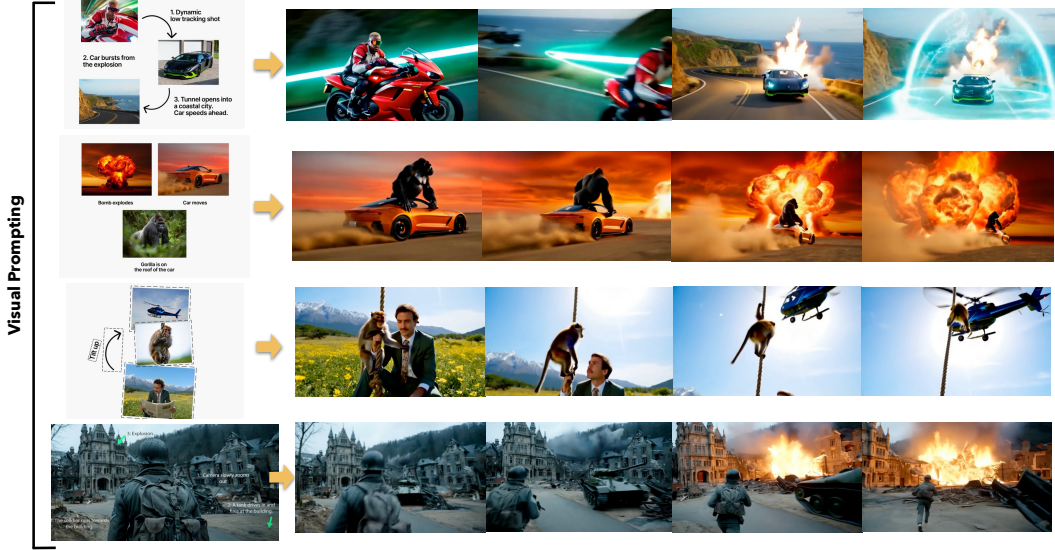 Visual Prompting
1. Dynamic
low tracking shot
2. Car bursts from
the explosion
3. Tunnel opens into
a coastal city.
Car speeds ahead.
Bomb explodes
Car moves
Gorilla is on
the roof of the car
Tilt up
3. Explosion
1. Camera slowly zooms
2. A tank drives in and
fires at the building.
the building.